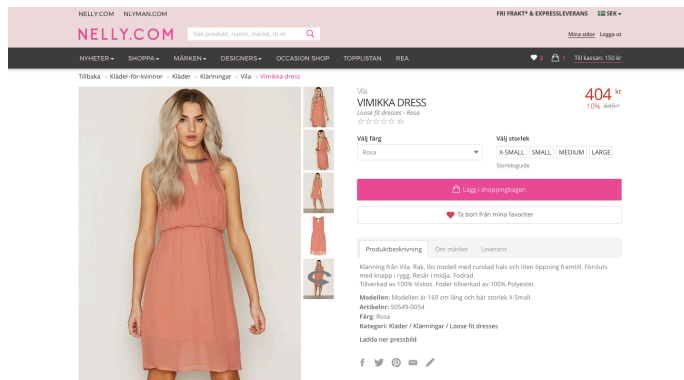 NELLY.COM NLYMAN.COM
FRI FRAKT* & EXPRESSLEVERANS SEK
NELLY.COM
Sök produkt, namn, märke, m.m
Mina sidor Logga ut
NYHETER SHOPPA MÄRKEN DESIGNERS OCCASION SHOP TOPPLISTAN REA
2 1 Till kassan: 150 kr
Tillbaka » Kläder-för-kvinnor » Kläder » Klänningar » Vila » Vimikka dress
Vila
VIMIKKA DRESS
Loose fit dresses - Rosa
(0)
404 kr
10% 449 kr
Välj färg
Rosa
Välj storlek
X-SMALL SMALL MEDIUM LARGE
Storleksguide
Lägg i shoppingbagen
Ta bort från mina favoriter
Produktbeskrivning Om märket Leverans
Klänning från Vila. Rak, lös modell med rundad hals och liten öppning framtill. Försluts
med knapp i rygg. Resår i midja. Fodrad.
Tillverkad av 100% Viskos. Foder tillverkad av 100% Polyester.
Modellen: Modellen är 169 cm lång och bär storlek X-Small.
Artikelnr: 50549-0054
Färg: Rosa
Kategori: Kläder / Klänningar / Loose fit dresses
Ladda ner pressbild